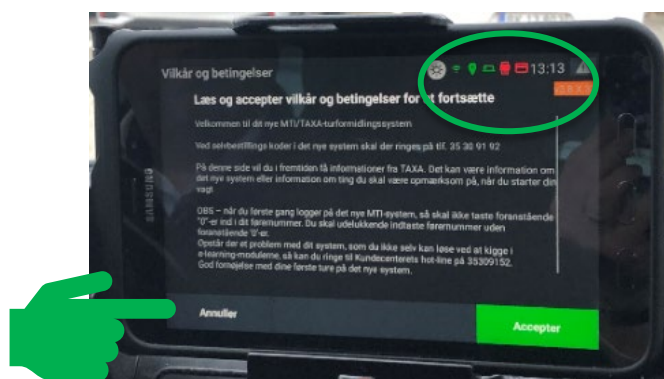 Vilkår og betingelser
13:13
Læs og accepter vilkår og betingelser for at fortsætte
Velkommen til dit nye MTI/TAXA-turformidlingssystem
Ved selvbestillings koder i det nye system skal der ringes på tlf. 35 30 91 92
På denne side vil du i fremtiden få informationer fra TAXA. Det kan være information om
det nye system eller information om ting du skal være opmærksom på, når du starter din
vagt
OBS – når du første gang logger på det nye MTI-system, så skal ikke taste foranstående
"0"-er ind i dit førernummer. Du skal udelukkende indtaste førernummer uden
foranstående '0'-er.
Opstår der et problem med dit system, som du ikke selv kan løse ved at kigge i
e-learning-modulerne, så kan du ringe til Kundecenterets hot-line på 35309152.
God fornøjelse med dine første ture på det nye system.
SAMSUNG
Annuller
Accepter